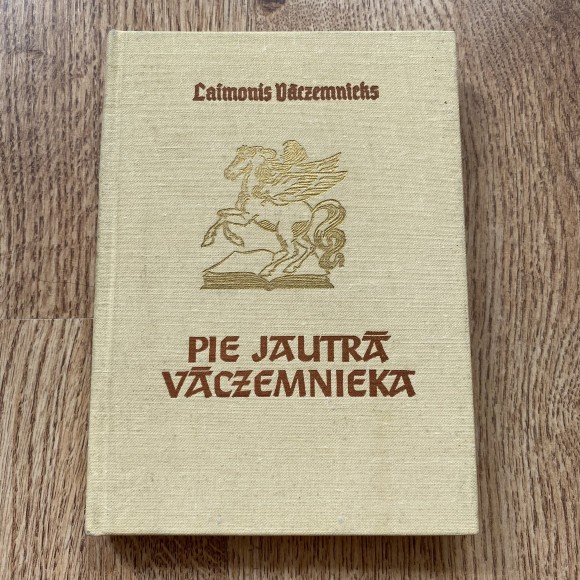 Laimonis Vāczemnieks
PIE JAUTRĀ
VĀCZEMNIEKA